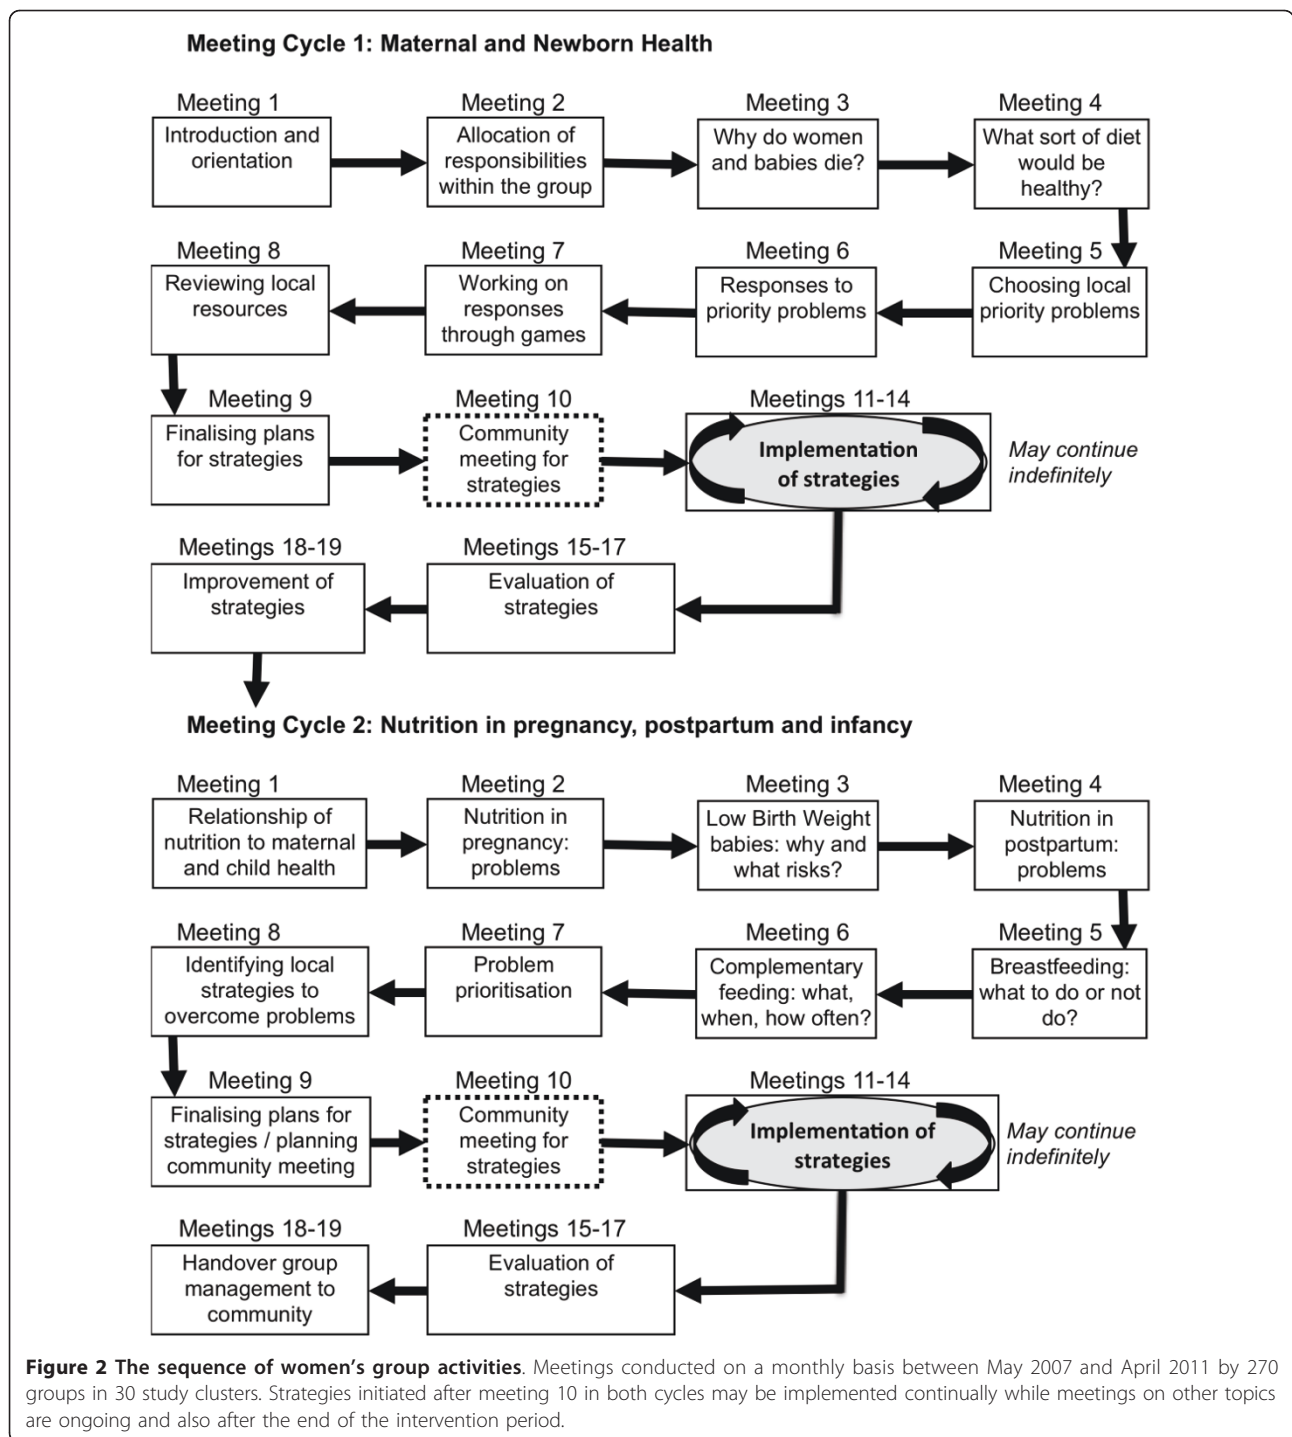 Meeting Cycle 1: Maternal and Newborn Health
Meeting 1
Introduction and
orientation
Meeting 2
Allocation of
responsibilities
within the group
Meeting 3
Why do women
and babies die?
Meeting 4
What sort of diet
would be
healthy?
Meeting 5
Choosing local
priority problems
Meeting 6
Responses to
priority problems
Meeting 7
Working on
responses
through games
Meeting 8
Reviewing local
resources
Meeting 9
Finalising plans
for strategies
Meeting 10
Community
meeting for
strategies
Meetings 11-14
Implementation
of strategies
May continue
indefinitely
Meetings 15-17
Evaluation of
strategies
Meetings 18-19
Improvement of
strategies
Meeting Cycle 2: Nutrition in pregnancy, postpartum and infancy
Meeting 1
Relationship of
nutrition to maternal
and child health
Meeting 2
Nutrition in
pregnancy:
problems
Meeting 3
Low Birth Weight
babies: why and
what risks?
Meeting 4
Nutrition in
postpartum:
problems
Meeting 5
Breastfeeding:
what to do or not
do?
Meeting 6
Complementary
feeding: what,
when, how often?
Meeting 7
Problem
prioritisation
Meeting 8
Identifying local
strategies to
overcome problems
Meeting 9
Finalising plans for
strategies / planning
community meeting
Meeting 10
Community
meeting for
strategies
Meetings 11-14
Implementation of
strategies
May continue
indefinitely
Meetings 15-17
Evaluation of
strategies
Meetings 18-19
Handover group
management to
community
Figure 2 The sequence of women's group activities. Meetings conducted on a monthly basis between May 2007 and April 2011 by 270
groups in 30 study clusters. Strategies initiated after meeting 10 in both cycles may be implemented continually while meetings on other topics
are ongoing and also after the end of the intervention period.